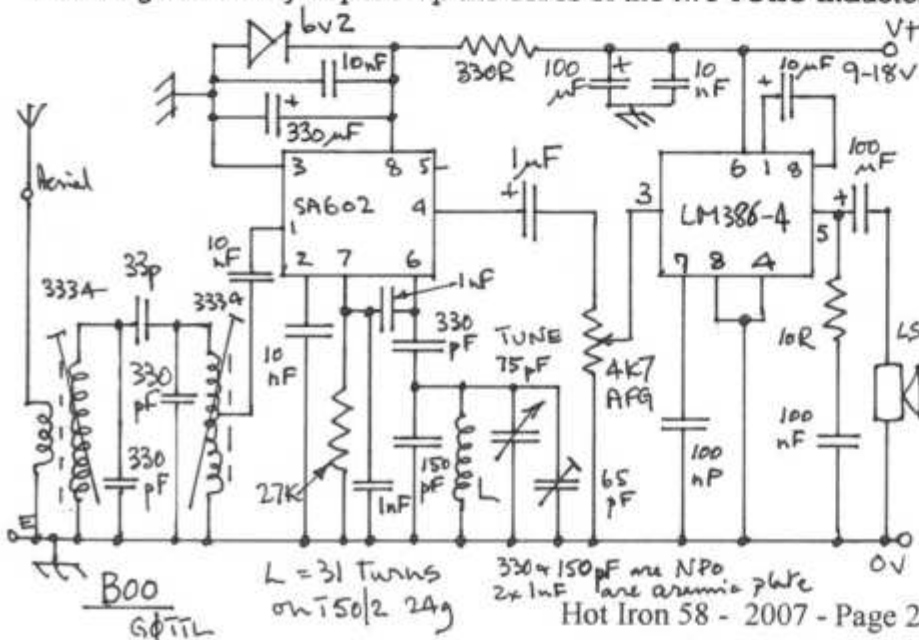 6v2
10nF
330µF
330R
100
µF
10
nF
V+
9-18V
10µF
Aerial
3
8
5
SA602
1
4
2
7
6
1µF
6
1
8
LM386-4
3
5
7
8
4
100
µF
10
nF
33p
3334
3334
330
pF
330
pF
10
nF
27K
1nF
1nF
330
pF
150
pF
L
TUNE
75pF
65
pF
4K7
AFG
100
nF
10R
100
nF
LS
E
0V
BOO
GØTTL
L = 31 Turns
on T50/2 24g
330 & 150pF are NPO
2x 1nF are ceramic plate
Hot Iron 58 - 2007 - Page 2